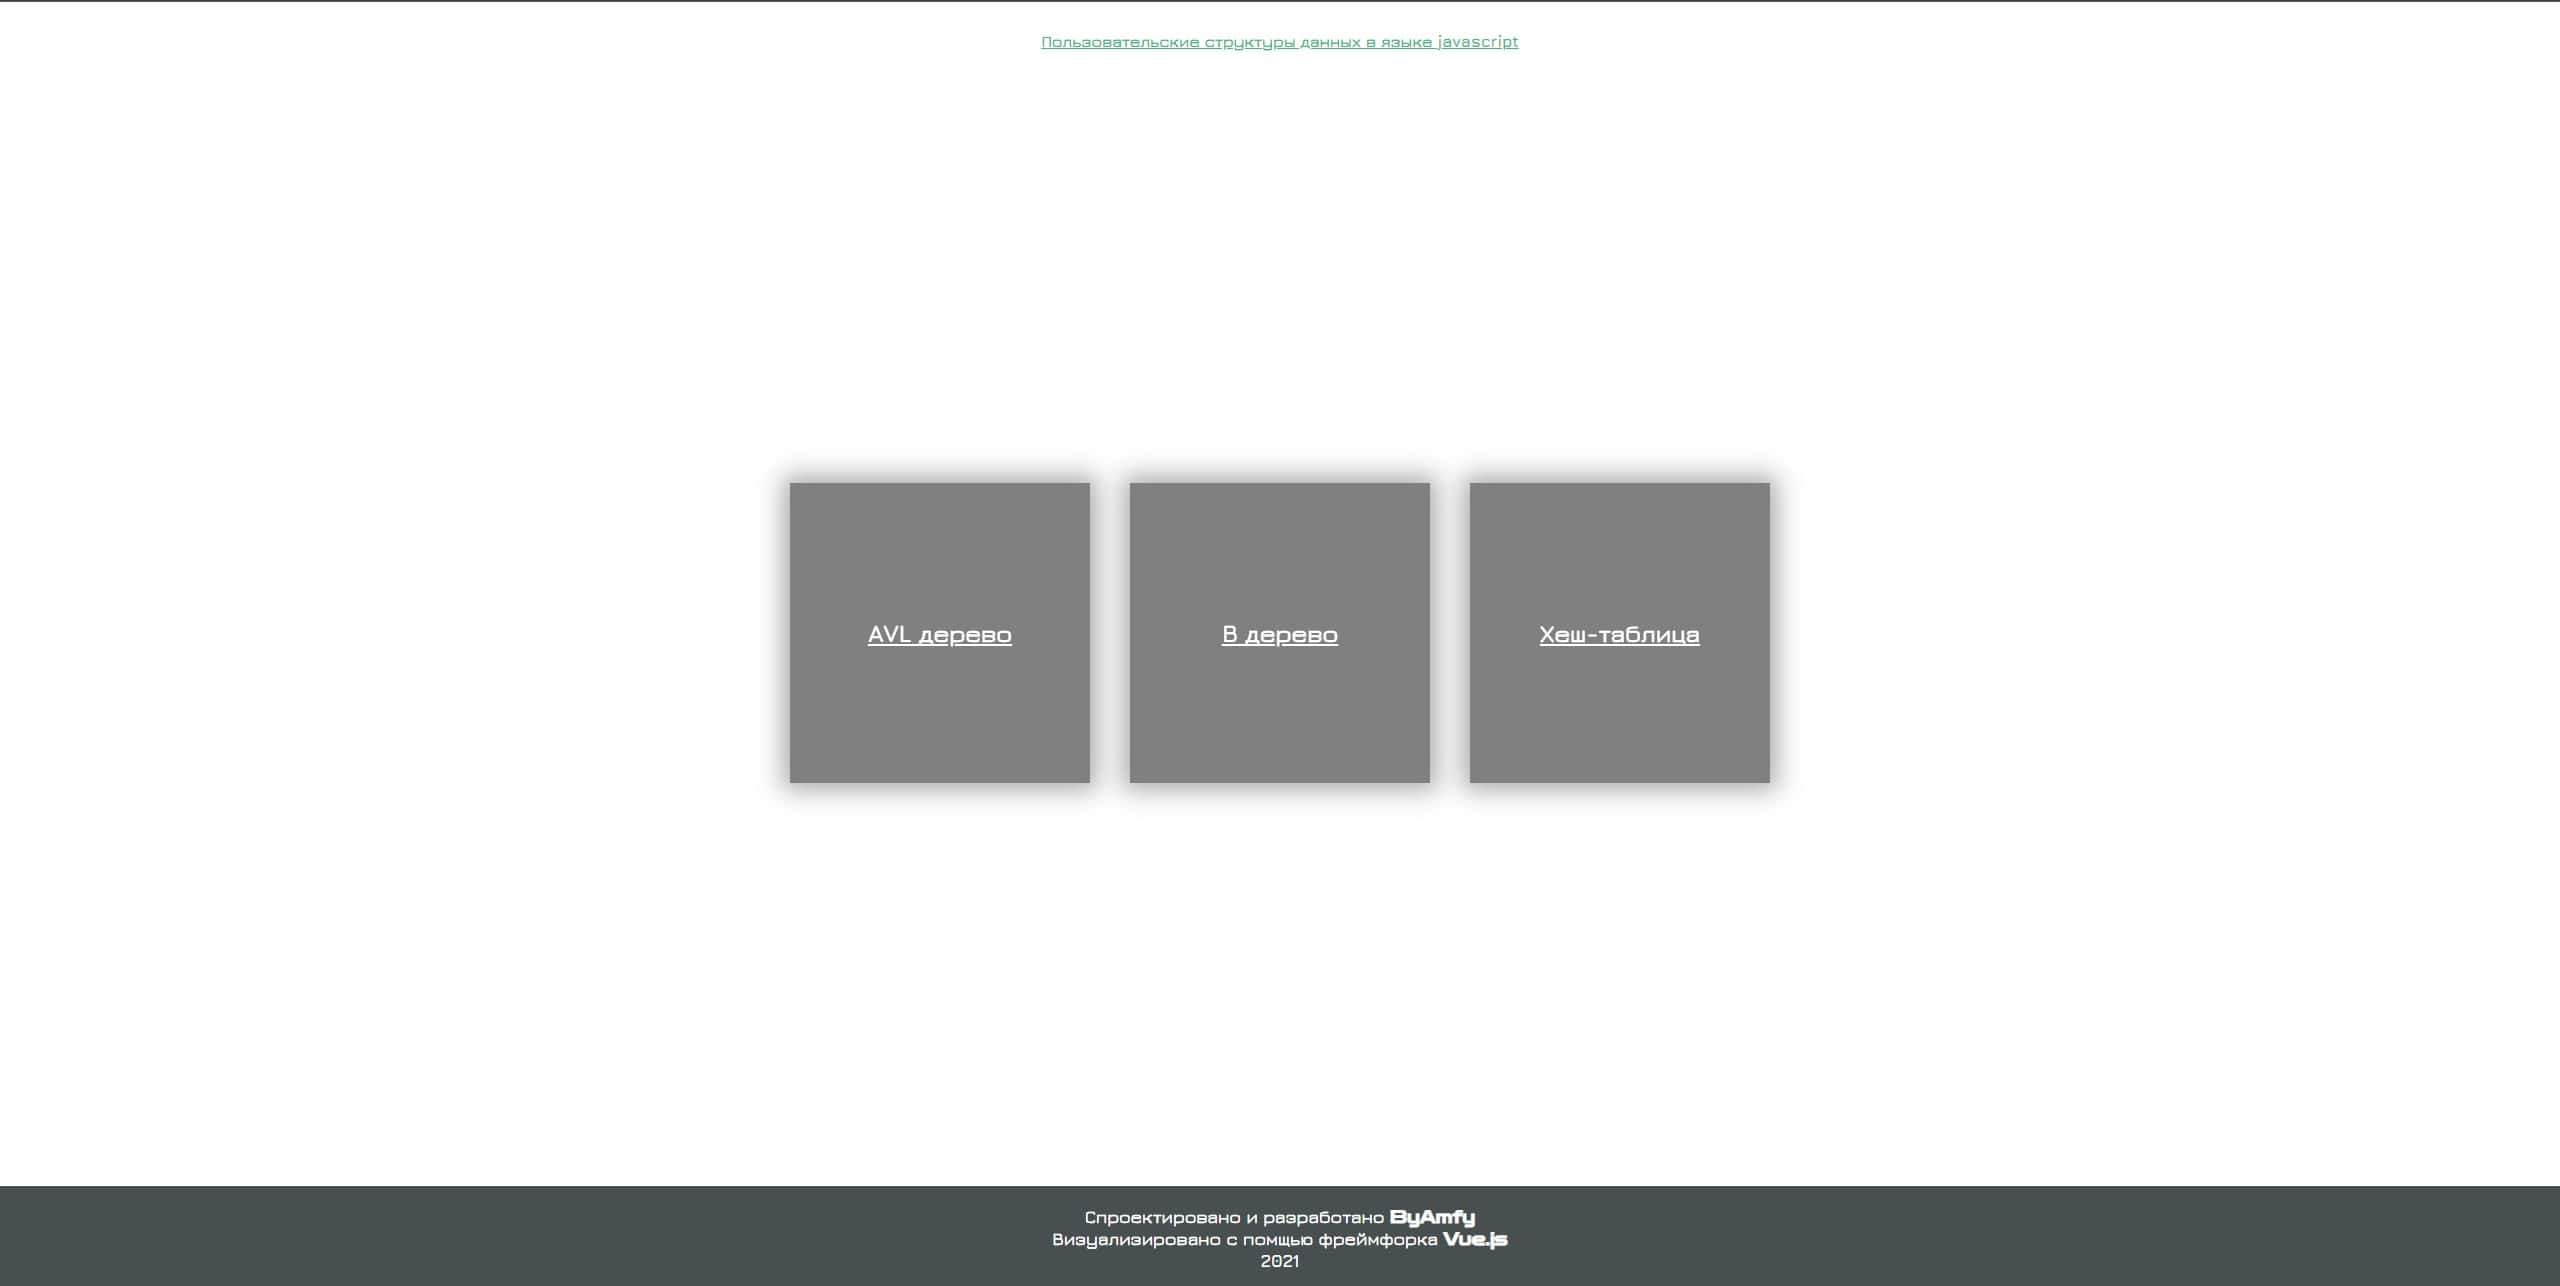 Пользовательские структуры данных в языке javascript
AVL дерево
B дерево
Хеш-таблица
Спроектировано и разработано ByAmfy
Визуализировано с помщью фреймфорка Vue.js
2021